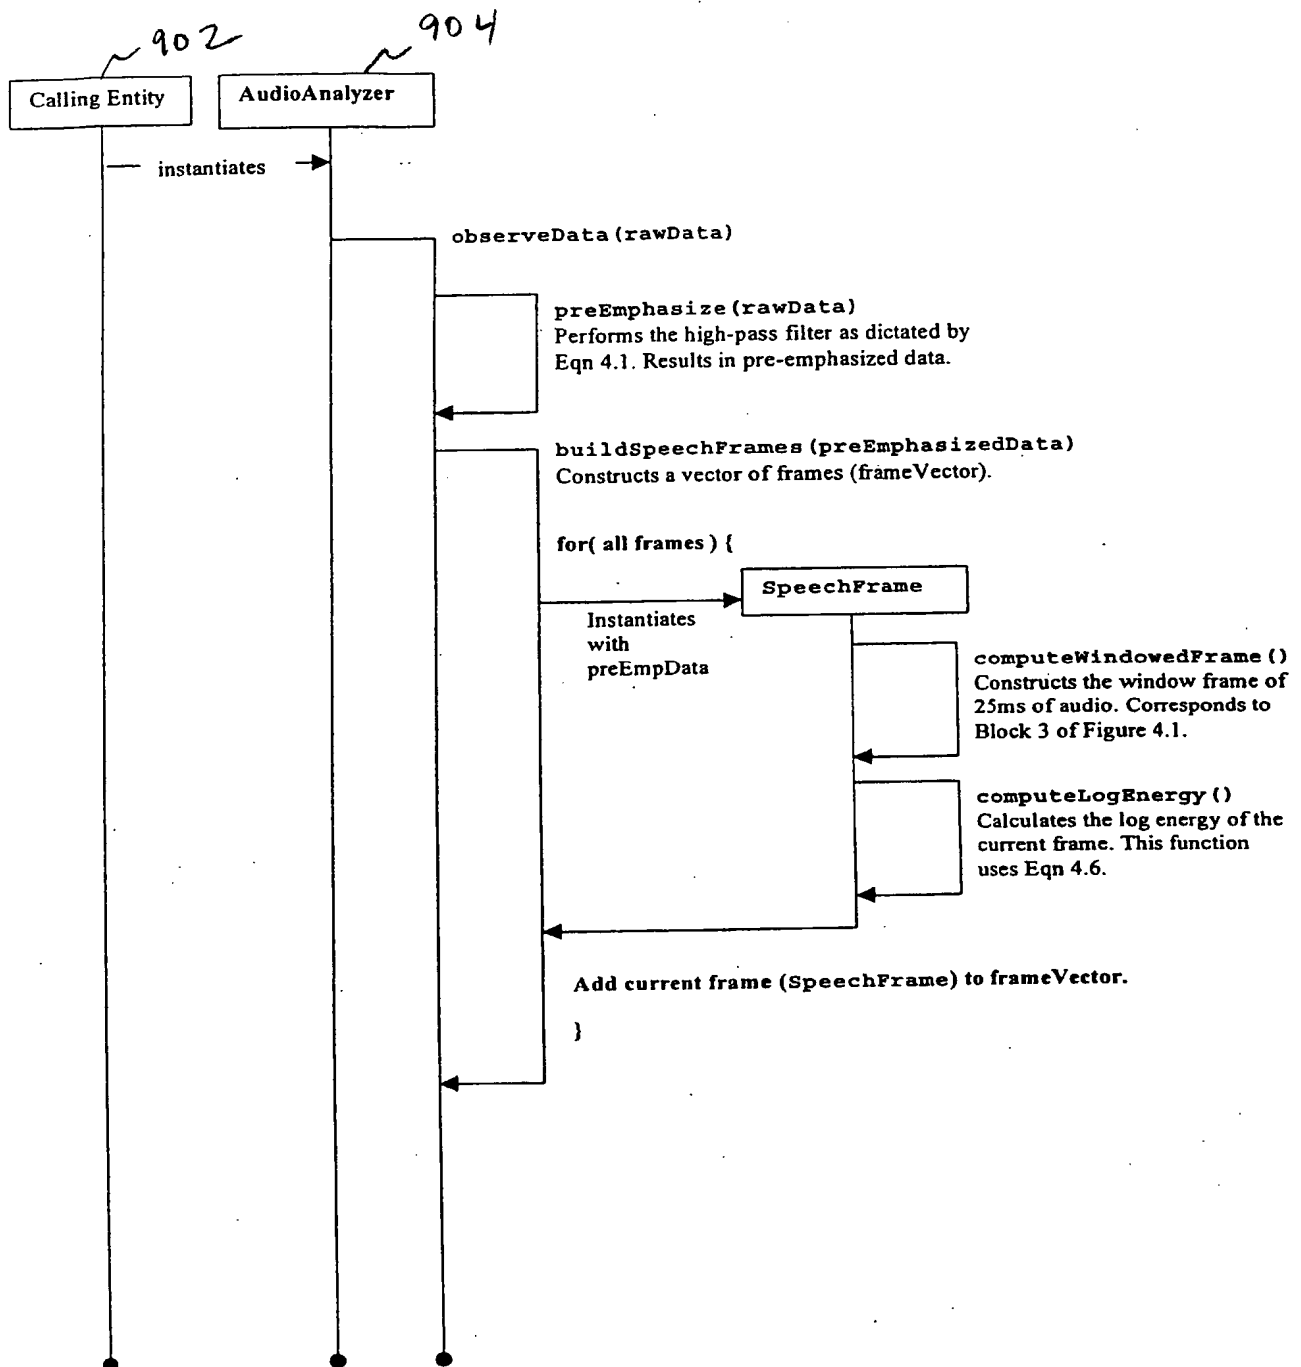 902
904
Calling Entity
AudioAnalyzer
instantiates
observeData(rawData)
preEmphasize(rawData)
Performs the high-pass filter as dictated by
Eqn 4.1. Results in pre-emphasized data.
buildSpeechFrames(preEmphasizedData)
Constructs a vector of frames (frameVector).
for( all frames ) {
SpeechFrame
Instantiates
with
preEmpData
computeWindowedFrame()
Constructs the window frame of
25ms of audio. Corresponds to
Block 3 of Figure 4.1.
computeLogEnergy()
Calculates the log energy of the
current frame. This function
uses Eqn 4.6.
Add current frame (SpeechFrame) to frameVector.
}